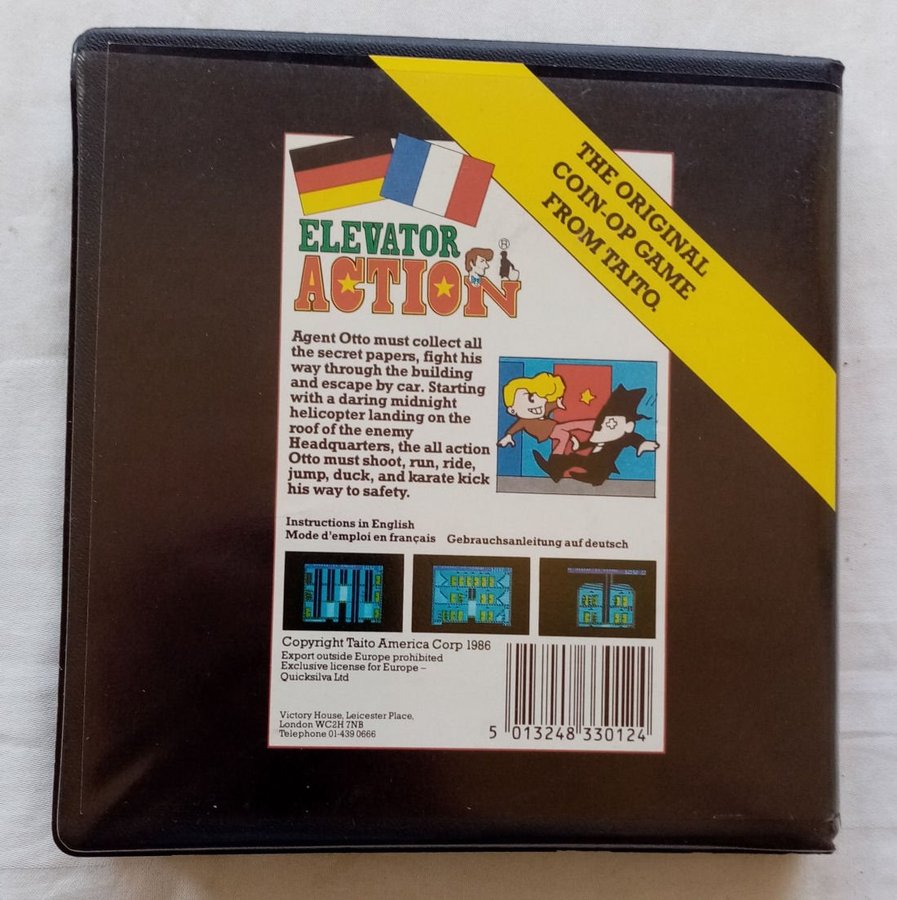 THE ORIGINAL
COIN-OP GAME
FROM TAITO.
ELEVATOR
ACTION®
Agent Otto must collect all
the secret papers, fight his
way through the building
and escape by car. Starting
with a daring midnight
helicopter landing on the
roof of the enemy
Headquarters, the all action
Otto must shoot, run, ride,
jump, duck, and karate kick
his way to safety.
Instructions in English
Mode d'emploi en français Gebrauchsanleitung auf deutsch
Copyright Taito America Corp 1986
Export outside Europe prohibited
Exclusive license for Europe –
Quicksilva Ltd
Victory House, Leicester Place,
London WC2H 7NB
Telephone 01-439 0666
5 013248 330124